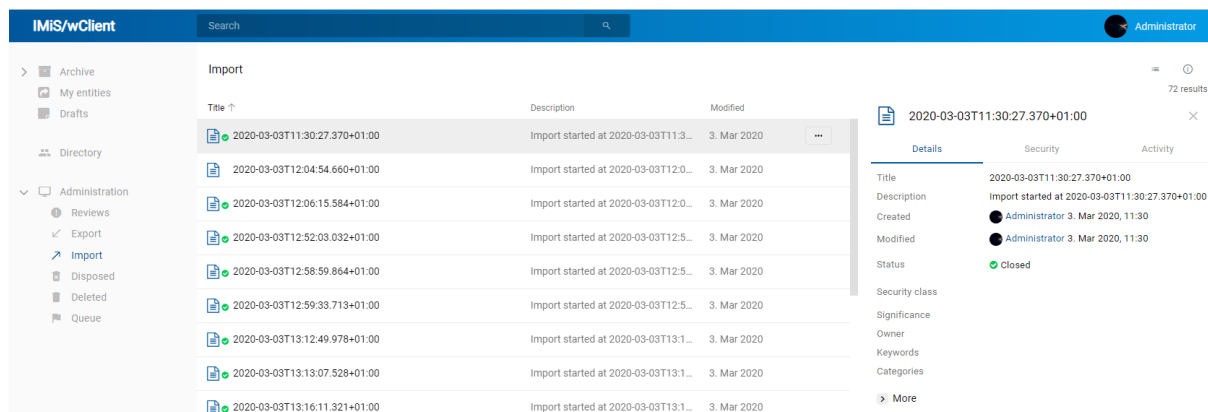 IMiS/wClient
Search
Administrator
Archive
My entities
Drafts
Directory
Administration
Reviews
Export
Import
Disposed
Deleted
Queue
Import
72 results
Title ↑ Description Modified
2020-03-03T11:30:27.370+01:00 Import started at 2020-03-03T11:3... 3. Mar 2020 ...
2020-03-03T12:04:54.660+01:00 Import started at 2020-03-03T12:0... 3. Mar 2020
2020-03-03T12:06:15.584+01:00 Import started at 2020-03-03T12:0... 3. Mar 2020
2020-03-03T12:52:03.032+01:00 Import started at 2020-03-03T12:5... 3. Mar 2020
2020-03-03T12:58:59.864+01:00 Import started at 2020-03-03T12:5... 3. Mar 2020
2020-03-03T12:59:33.713+01:00 Import started at 2020-03-03T12:5... 3. Mar 2020
2020-03-03T13:12:49.978+01:00 Import started at 2020-03-03T13:1... 3. Mar 2020
2020-03-03T13:13:07.528+01:00 Import started at 2020-03-03T13:1... 3. Mar 2020
2020-03-03T13:16:11.321+01:00 Import started at 2020-03-03T13:1... 3. Mar 2020
2020-03-03T11:30:27.370+01:00
Details Security Activity
Title 2020-03-03T11:30:27.370+01:00
Description Import started at 2020-03-03T11:30:27.370+01:00
Created Administrator 3. Mar 2020, 11:30
Modified Administrator 3. Mar 2020, 11:30
Status Closed
Security class
Significance
Owner
Keywords
Categories
More